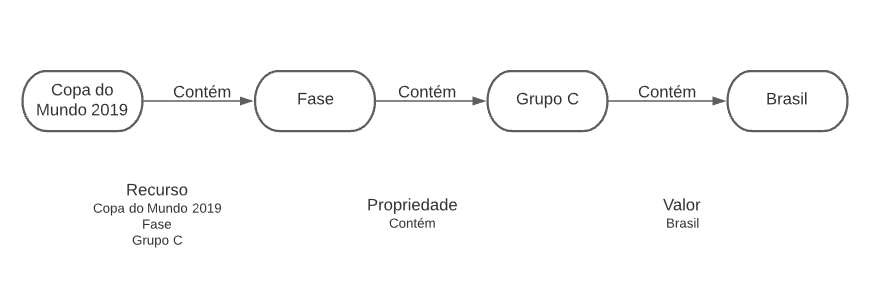 Copa do
Mundo 2019
Contém
Fase
Contém
Grupo C
Contém
Brasil
Recurso
Copa do Mundo 2019
Fase
Grupo C
Propriedade
Contém
Valor
Brasil